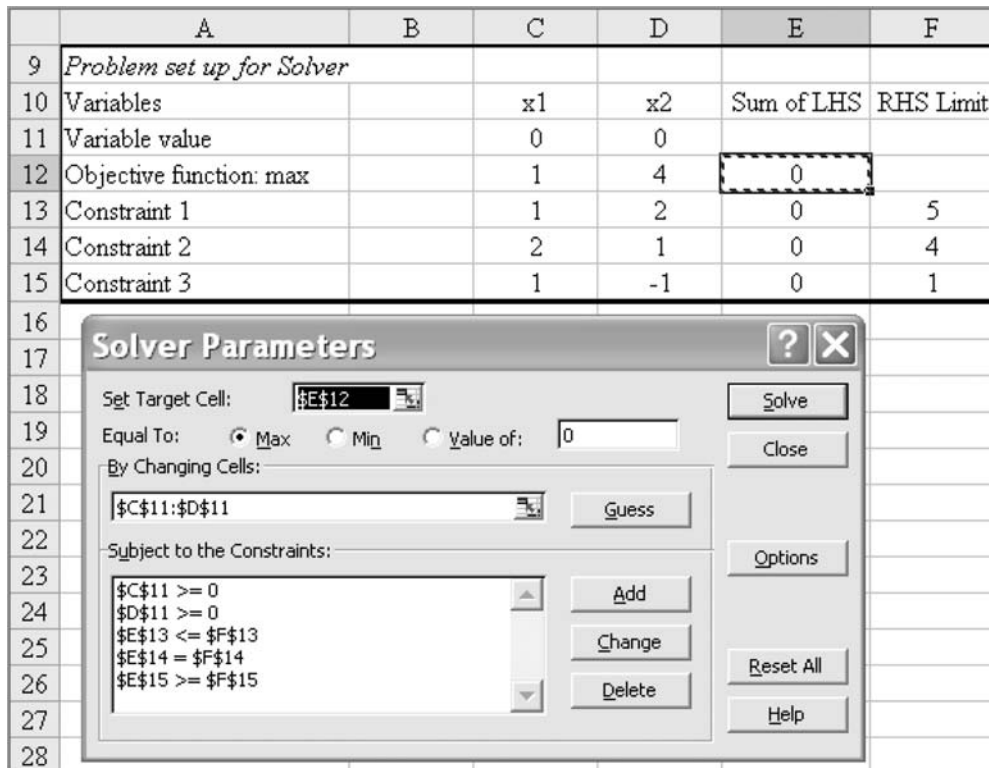 A B C D E F
9 Problem set up for Solver
10 Variables x1 x2 Sum of LHS RHS Limit
11 Variable value 0 0
12 Objective function: max 1 4 0
13 Constraint 1 1 2 0 5
14 Constraint 2 2 1 0 4
15 Constraint 3 1 -1 0 1
16
17
18
19
20
21
22
23
24
25
26
27
28
Solver Parameters ? X
Set Target Cell: $E$12 Solve
Equal To: Max Min Value of: 0 Close
By Changing Cells:
$C$11:$D$11 Guess
Subject to the Constraints: Options
$C$11 >= 0 Add
$D$11 >= 0
$E$13 <= $F$13 Change
$E$14 = $F$14
$E$15 >= $F$15 Delete
Reset All
Help